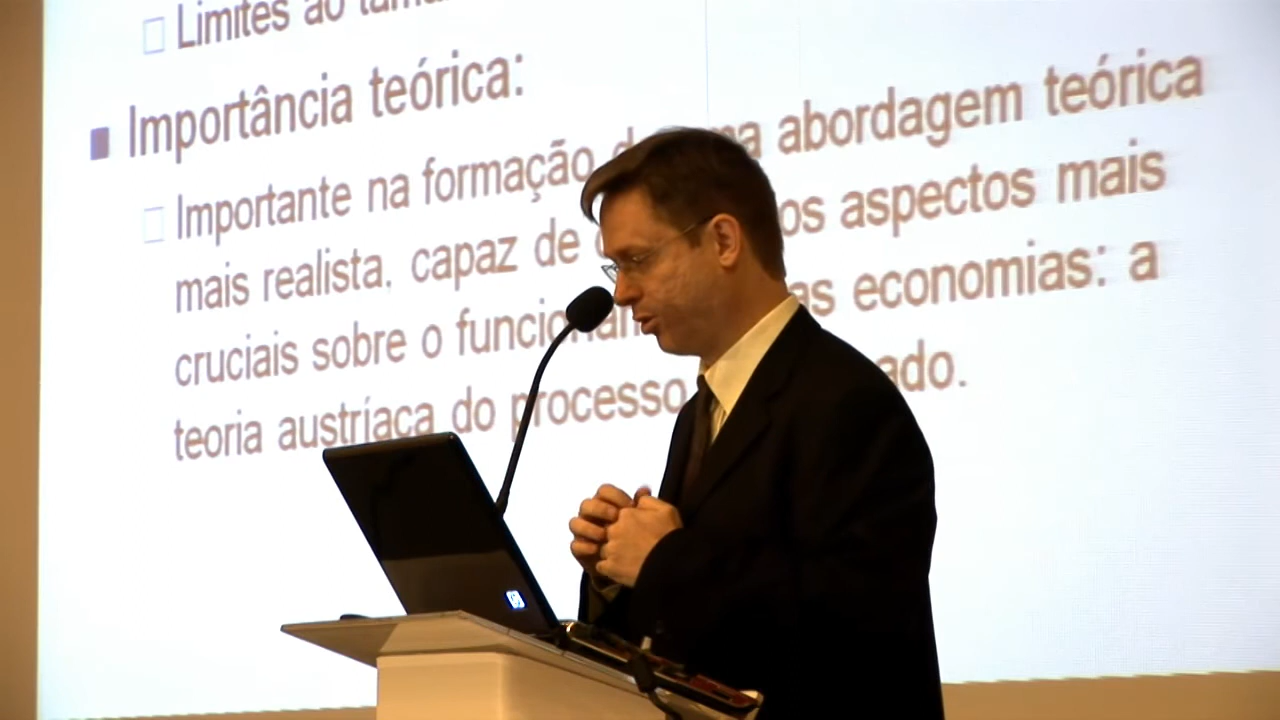 Limites ao
Importância teórica:
Importante na formação abordagem teórica
mais realista, capaz de os aspectos mais
cruciais sobre o economias: a
teoria austríaca do processo
hp